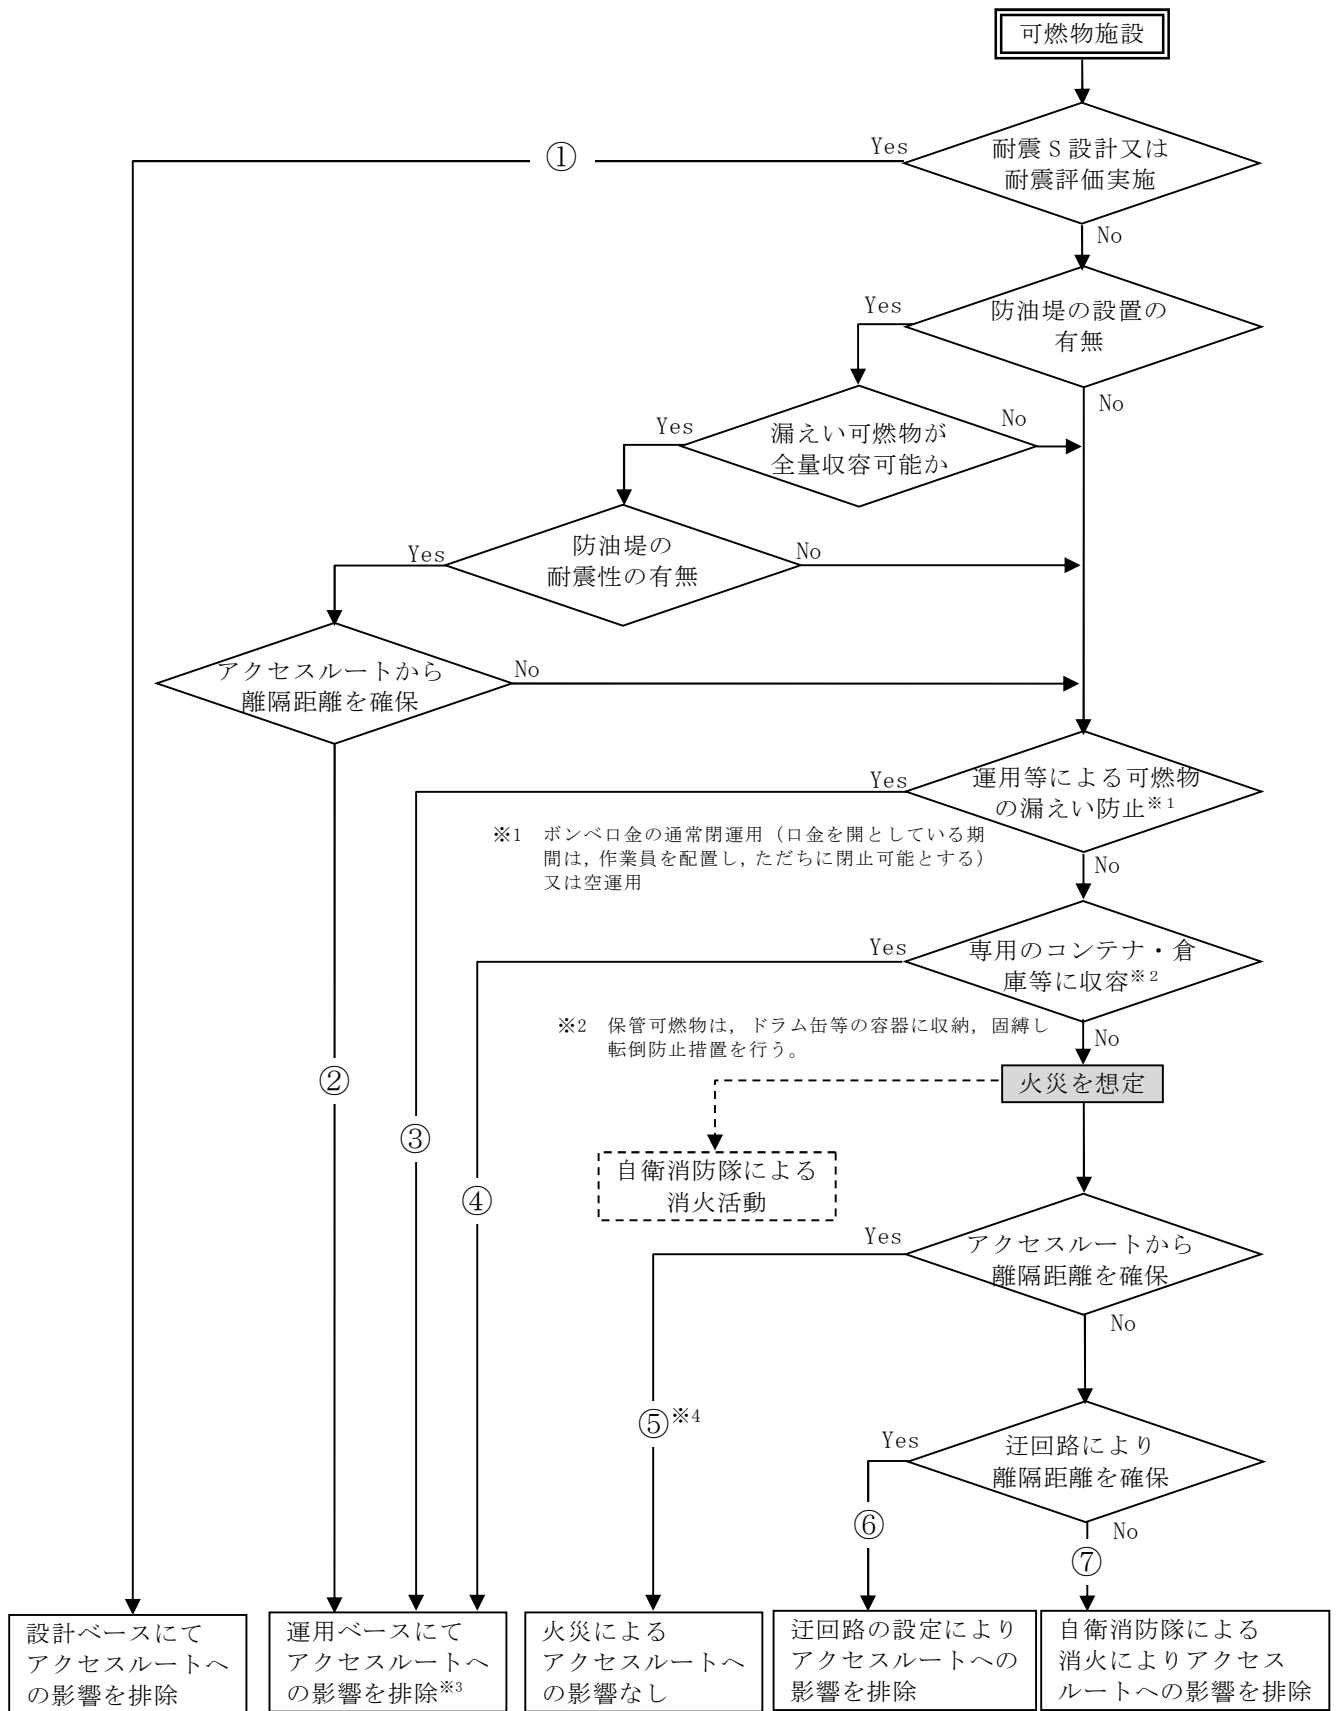 可燃物施設
耐震S設計又は
耐震評価実施
Yes
①
No
防油堤の設置の
有無
Yes
No
漏えい可燃物が
全量収容可能か
Yes
No
防油堤の
耐震性の有無
Yes
No
アクセスルートから
離隔距離を確保
No
運用等による可燃物
の漏えい防止※1
Yes
※1 ボンベ口金の通常閉運用（口金を開としている期
間は，作業員を配置し，ただちに閉止可能とする）
又は空運用
No
専用のコンテナ・倉
庫等に収容※2
Yes
※2 保管可燃物は，ドラム缶等の容器に収納，固縛し
転倒防止措置を行う。
No
火災を想定
②
③
④
自衛消防隊による
消火活動
アクセスルートから
離隔距離を確保
Yes
No
⑤※4
迂回路により
離隔距離を確保
Yes
No
⑥
⑦
設計ベースにて
アクセスルートへ
の影響を排除
運用ベースにて
アクセスルートへ
の影響を排除※3
火災による
アクセスルートへ
の影響なし
迂回路の設定により
アクセスルートへの
影響を排除
自衛消防隊による
消火によりアクセス
ルートへの影響を排除